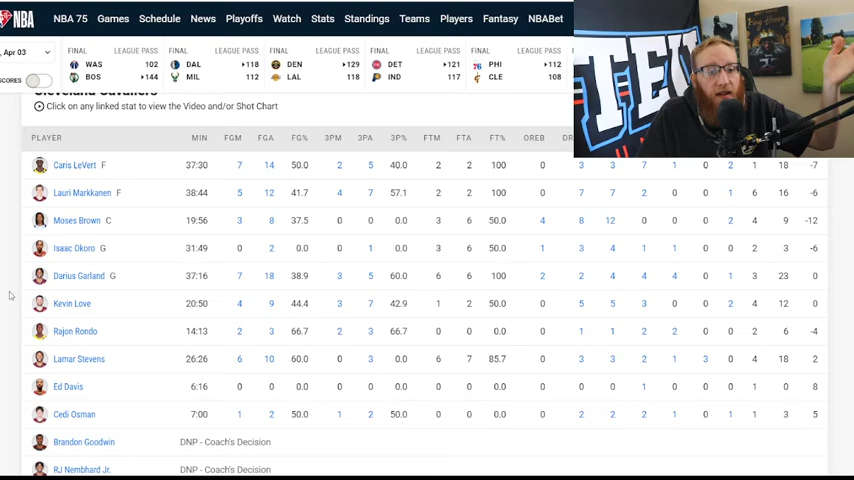 NBA NBA 75 Games Schedule News Playoffs Watch Stats Standings Teams Players Fantasy NBABet
, Apr 03 FINAL LEAGUE PASS FINAL LEAGUE PASS FINAL LEAGUE PASS FINAL LEAGUE PASS FINAL LEAGUE PASS
WAS 102 DAL 118 DEN 129 DET 121 PHI 112
SCORES BOS 144 MIL 112 LAL 118 IND 117 CLE 108
Cleveland Cavaliers
Click on any linked stat to view the Video and/or Shot Chart
PLAYER MIN FGM FGA FG% 3PM 3PA 3P% FTM FTA FT% OREB
Caris LeVert F 37:30 7 14 50.0 2 5 40.0 2 2 100 0 3 3 7 1 0 2 1 18 -7
Lauri Markkanen F 38:44 5 12 41.7 4 7 57.1 2 2 100 0 7 7 2 0 0 1 6 16 -6
Moses Brown C 19:56 3 8 37.5 0 0 0.0 3 6 50.0 4 8 12 0 0 0 2 4 9 -12
Isaac Okoro G 31:49 0 2 0.0 0 1 0.0 3 6 50.0 1 3 4 1 1 0 0 2 3 -6
Darius Garland G 37:16 7 18 38.9 3 5 60.0 6 6 100 2 2 4 4 4 0 1 3 23 0
Kevin Love 20:50 4 9 44.4 3 7 42.9 1 2 50.0 0 5 5 3 0 0 2 4 12 0
Rajon Rondo 14:13 2 3 66.7 2 3 66.7 0 0 0.0 0 1 1 2 2 0 0 2 6 -4
Lamar Stevens 26:26 6 10 60.0 0 3 0.0 6 7 85.7 0 3 3 2 1 3 0 4 18 2
Ed Davis 6:16 0 0 0.0 0 0 0.0 0 0 0.0 0 0 0 1 0 0 0 1 0 8
Cedi Osman 7:00 1 2 50.0 1 2 50.0 0 0 0.0 0 2 2 2 1 0 1 1 3 5
Brandon Goodwin DNP - Coach's Decision
RJ Nembhard Jr. DNP - Coach's Decision